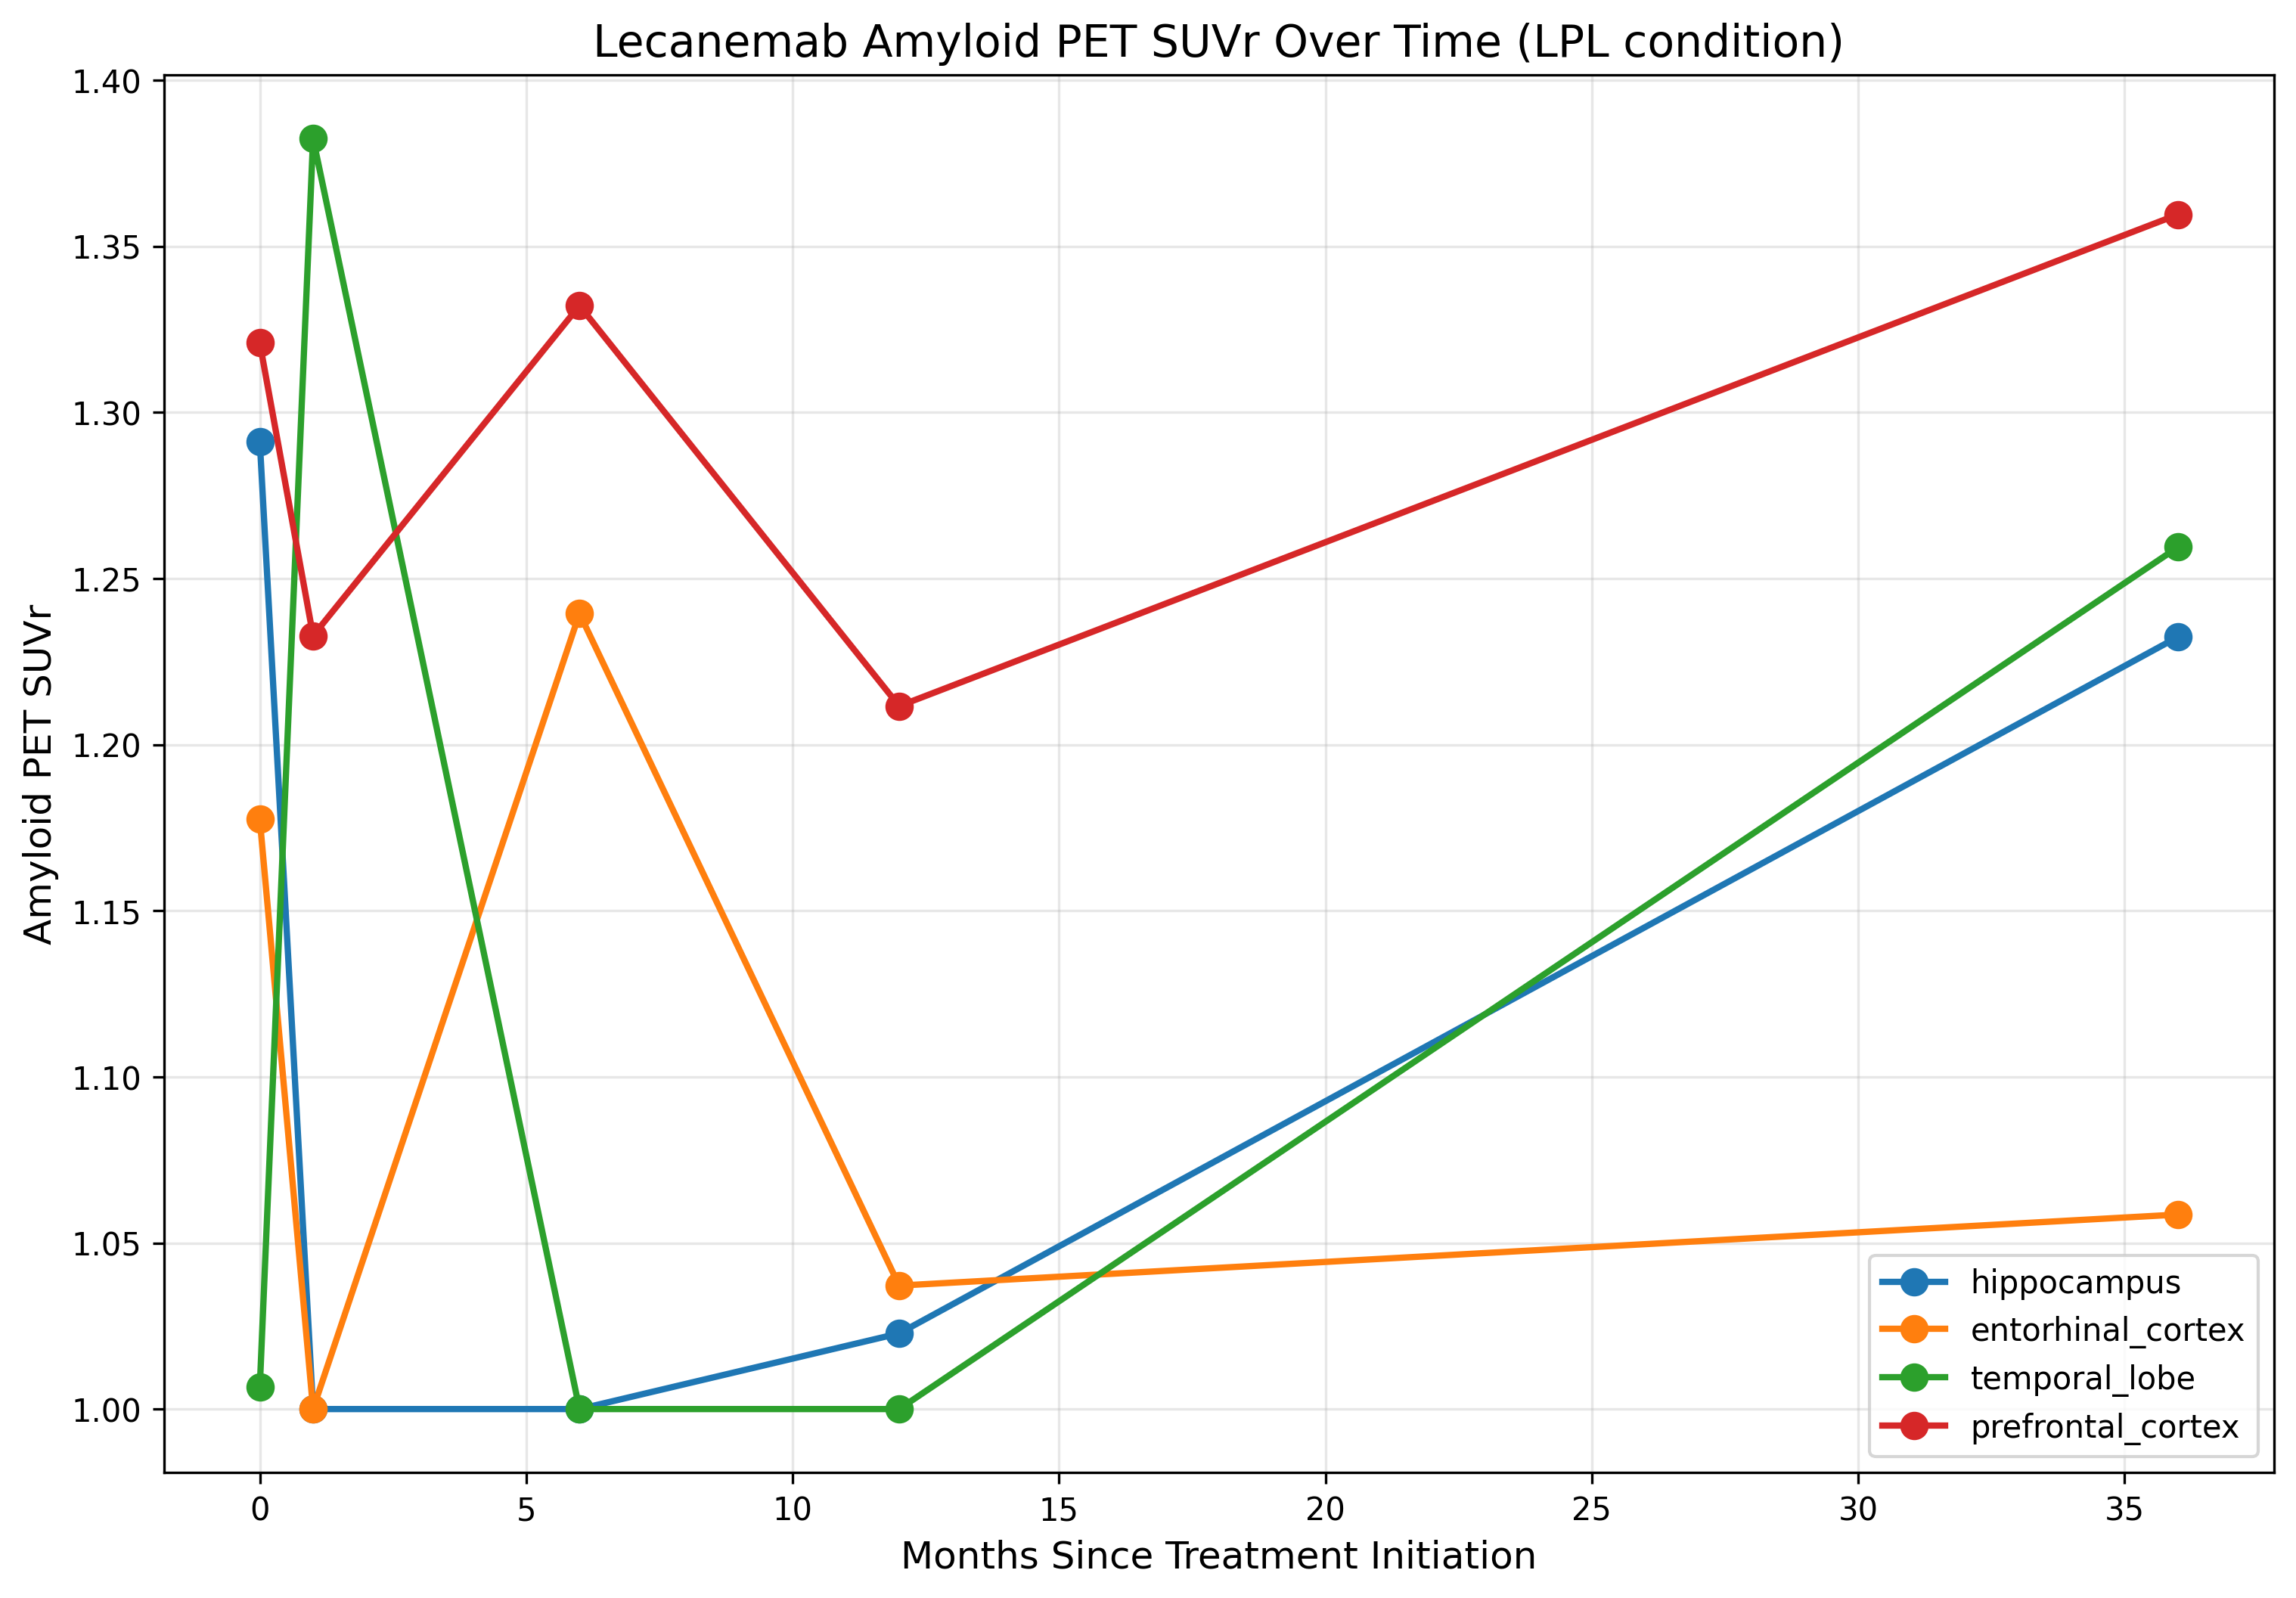 Lecanemab Amyloid PET SUVr Over Time (LPL condition)
Amyloid PET SUVr
1.40
1.35
1.30
1.25
1.20
1.15
1.10
1.05
1.00
0 5 10 15 20 25 30 35
Months Since Treatment Initiation
hippocampus
entorhinal_cortex
temporal_lobe
prefrontal_cortex